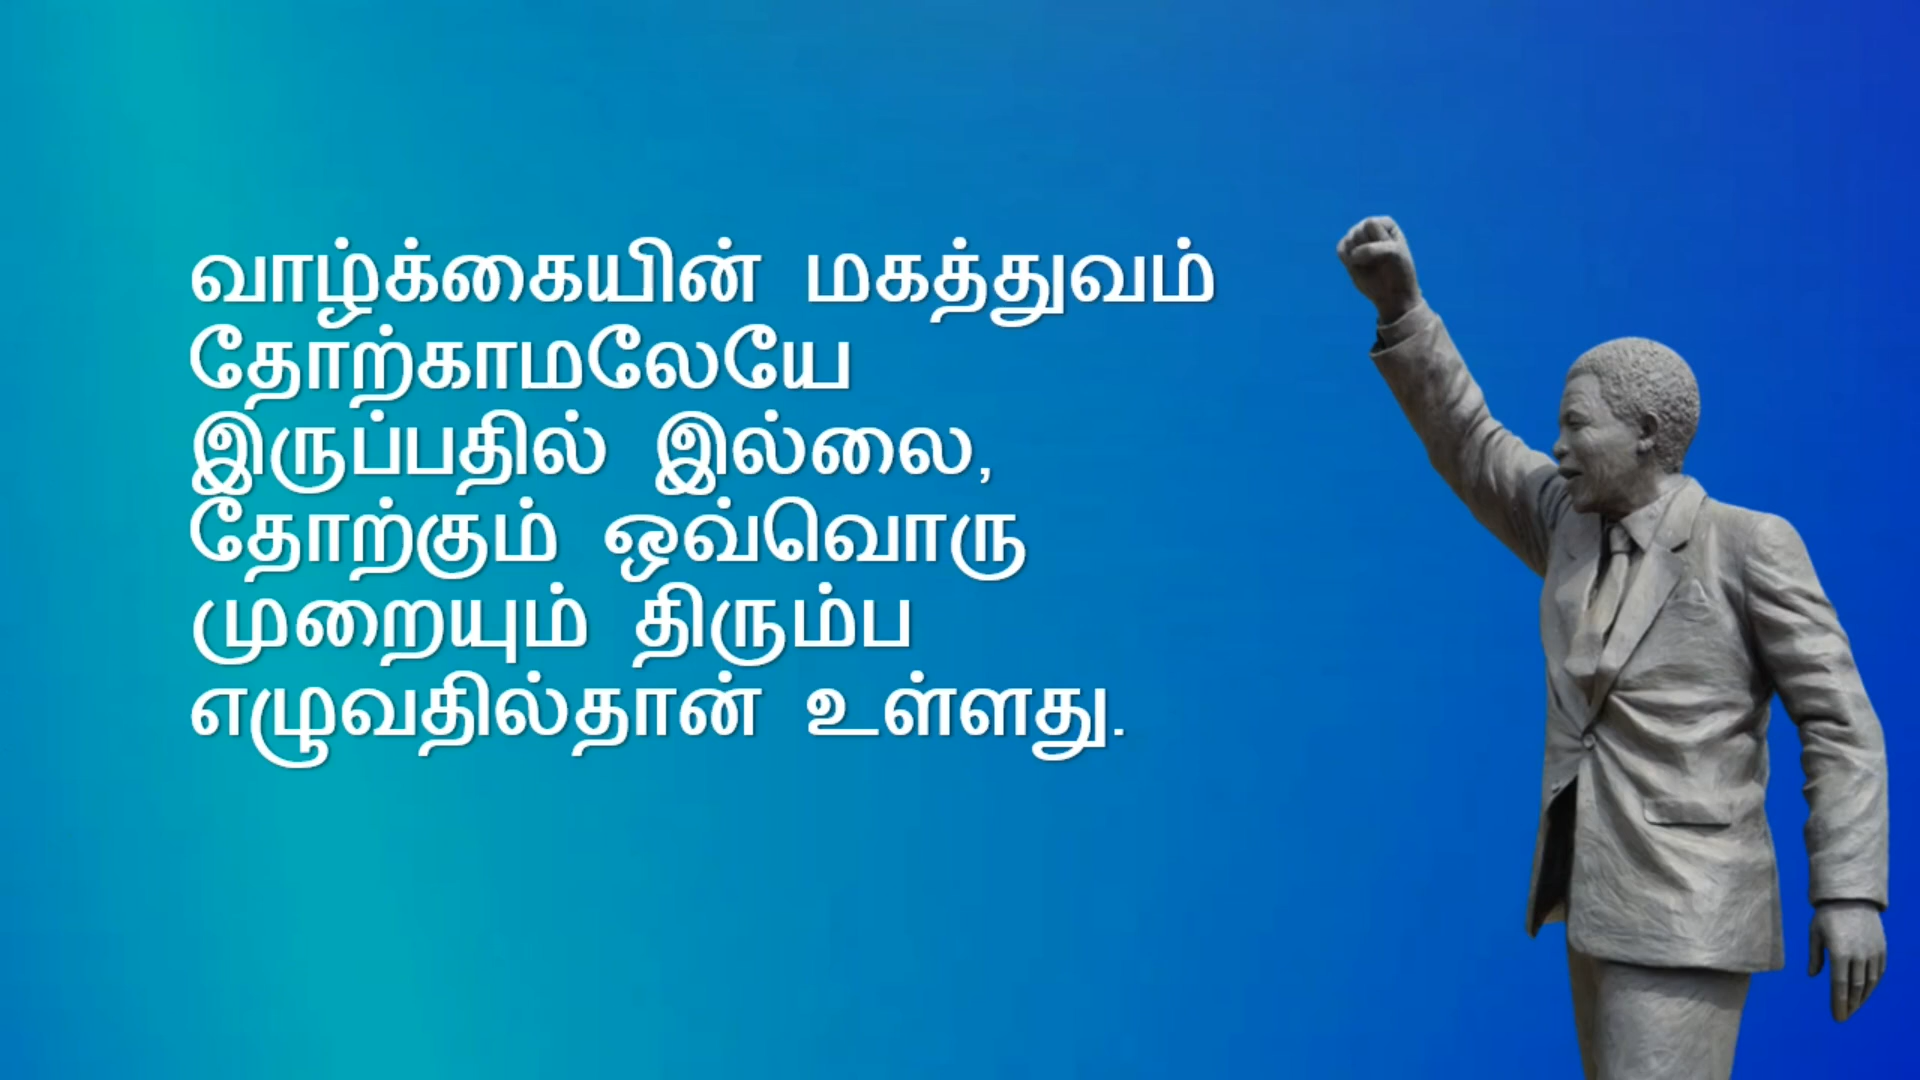 வாழ்க்கையின் மகத்துவம்
தோற்காமலேயே
இருப்பதில் இல்லை,
தோற்கும் ஒவ்வொரு
முறையும் திரும்ப
எழுவதில்தான் உள்ளது.